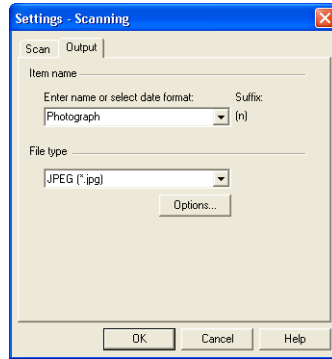 Settings - Scanning
Scan Output
Item name
Enter name or select date format: Suffix:
Photograph (n)
File type
JPEG (*.jpg)
Options...
OK Cancel Help